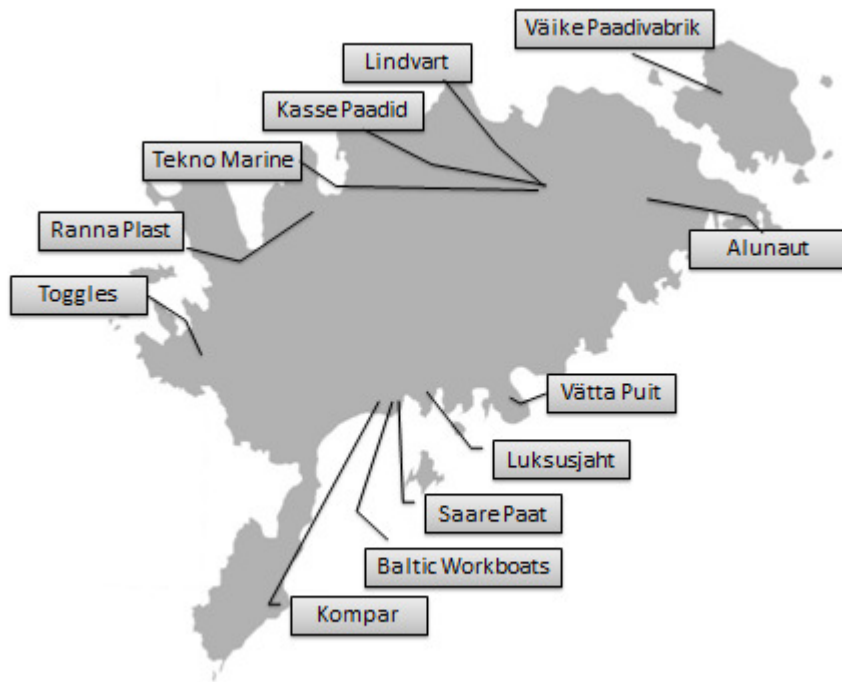 Väike Paadivabrik
Lindvart
Kasse Paadid
Tekno Marine
Ranna Plast
Alunaut
Toggles
Vätta Puit
Luksusjaht
Saare Paat
Baltic Workboats
Kompar